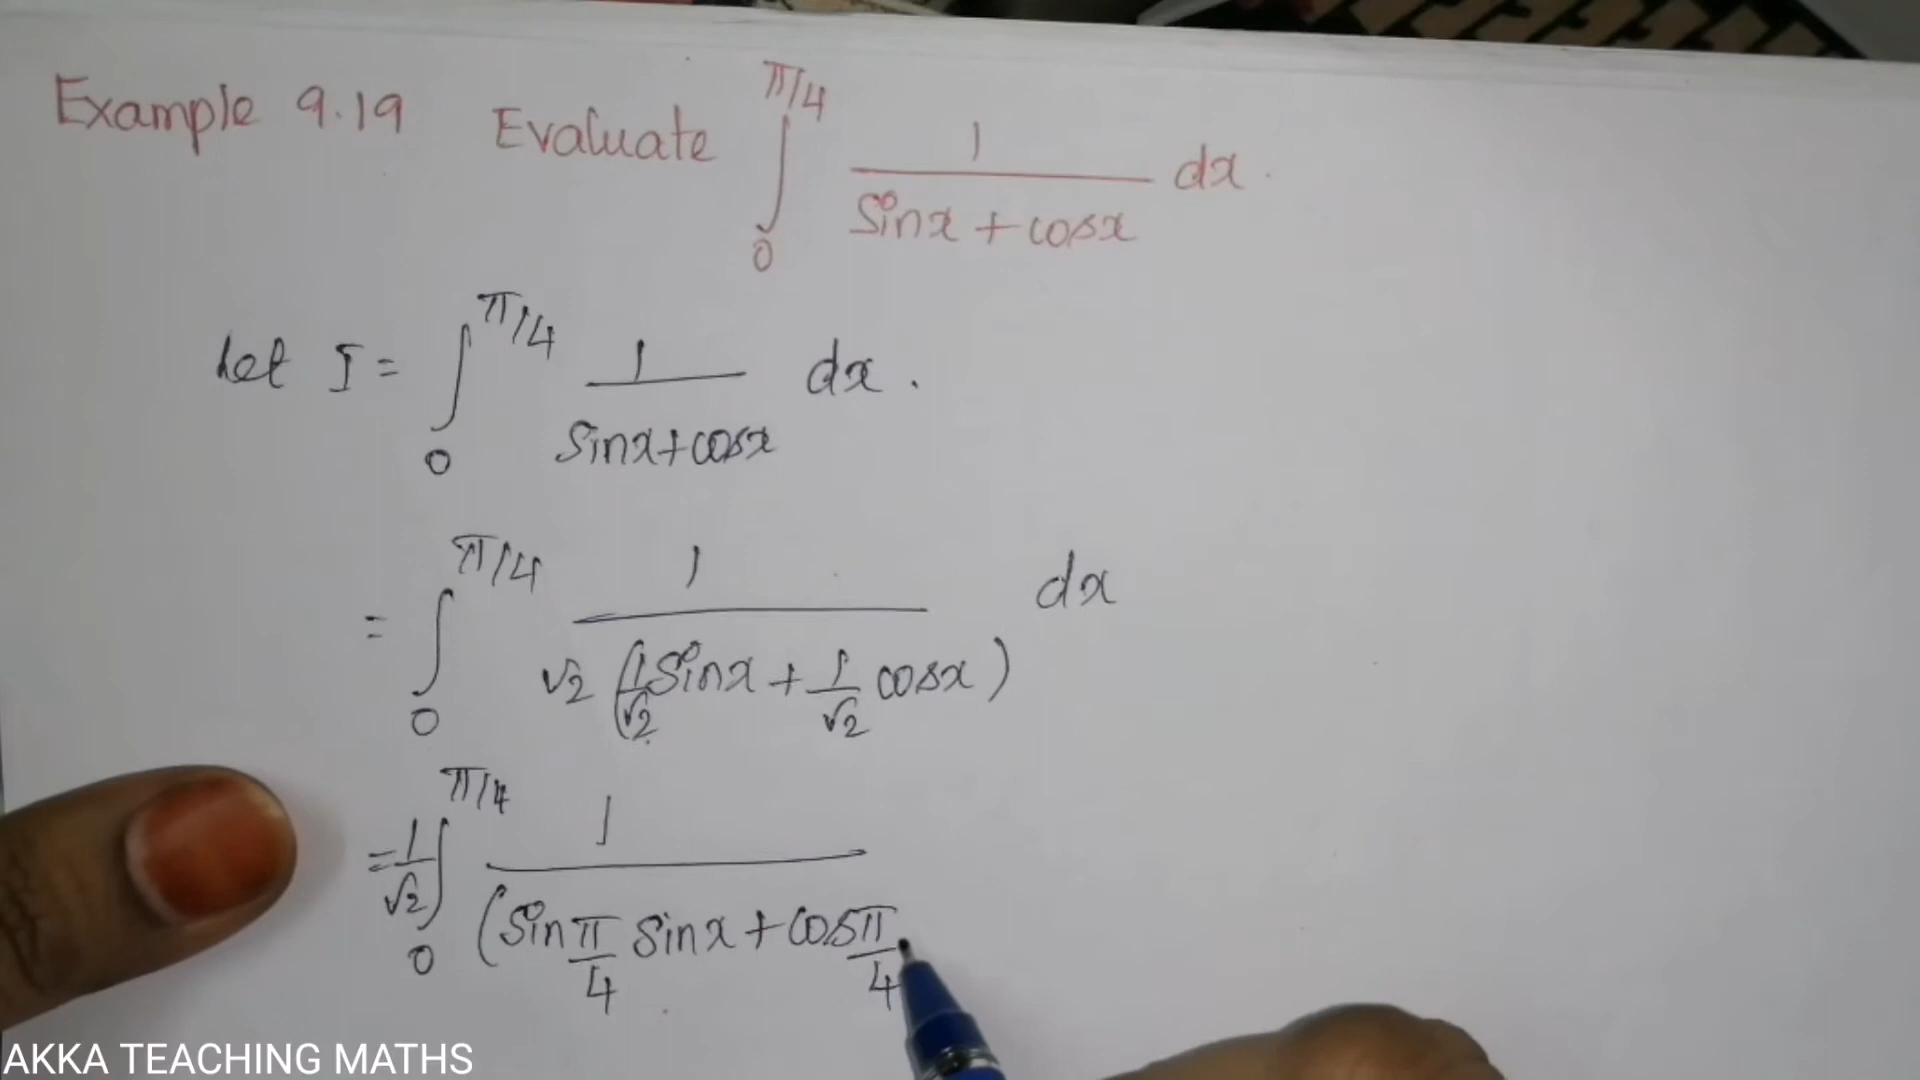 Example 9.19 Evaluate ∫₀^{π/4} 1/(sinx + cosx) dx.
Let I = ∫₀^{π/4} 1/(sinx+cosx) dx.
= ∫₀^{π/4} 1/(√2 (1/√2 sinx + 1/√2 cosx)) dx
= 1/√2 ∫₀^{π/4} 1/(sin π/4 sinx + cos π/4
AKKA TEACHING MATHS